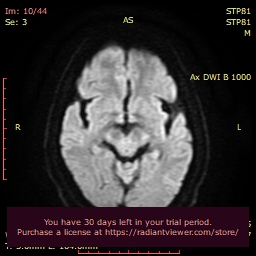 Im: 10/44
Se: 3
AS
STP81
STP81
M
Ax DWI B 1000
R
L
You have 30 days left in your trial period.
Purchase a license at https://radiantviewer.com/store/